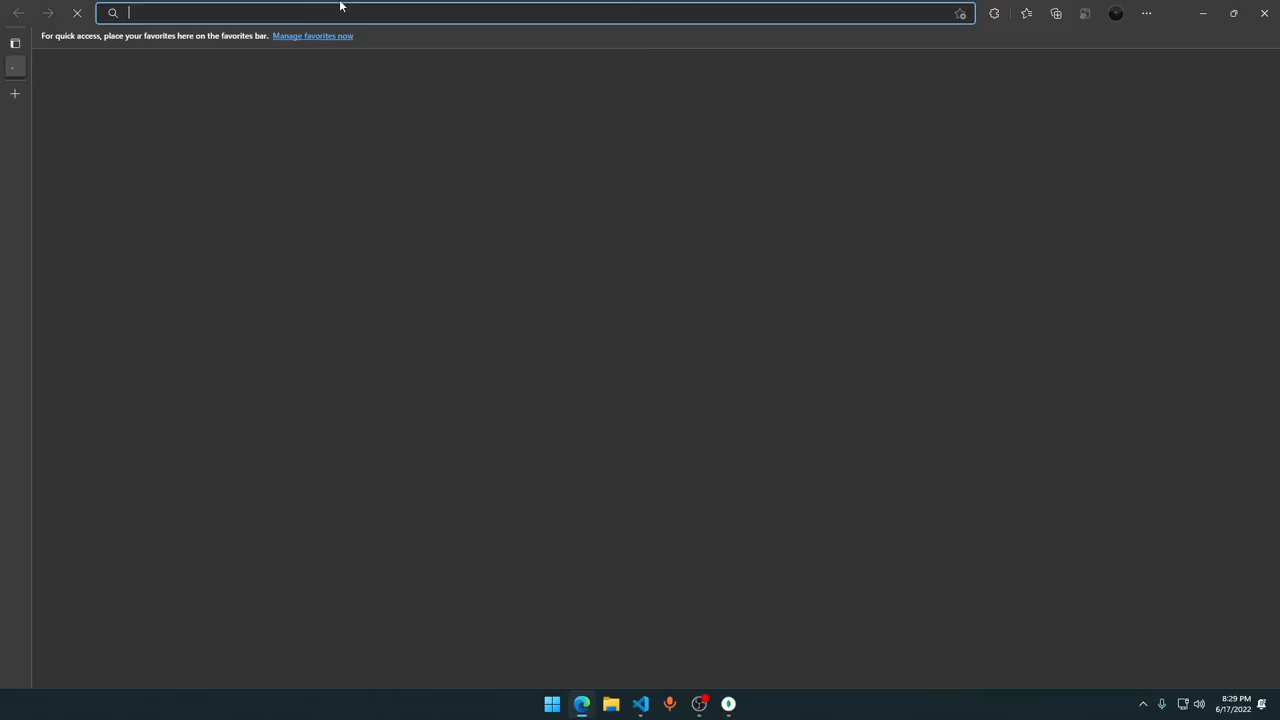 For quick access, place your favorites here on the favorites bar. Manage favorites now
8:29 PM
6/17/2022